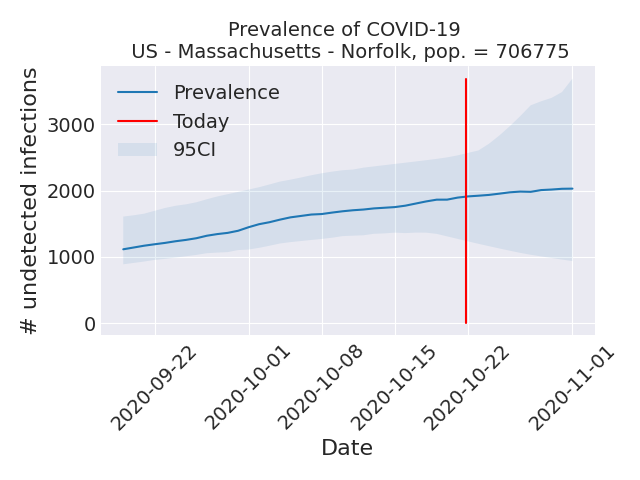 Prevalence of COVID-19
US - Massachusetts - Norfolk, pop. = 706775
# undetected infections
3000
2000
1000
0
Prevalence
Today
95CI
2020-09-22
2020-10-01
2020-10-08
2020-10-15
2020-10-22
2020-11-01
Date